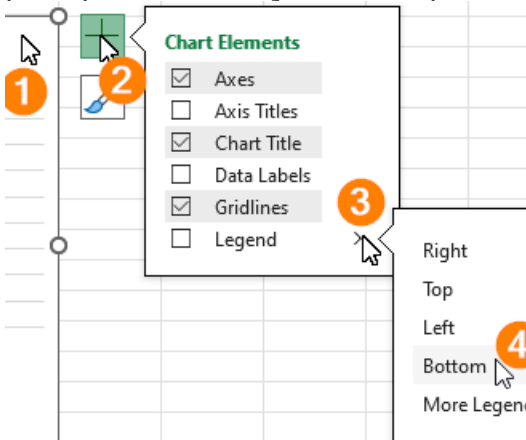 1
2
Chart Elements
Axes
Axis Titles
Chart Title
Data Labels
Gridlines
3
Legend
Right
Top
Left
4
Bottom
More